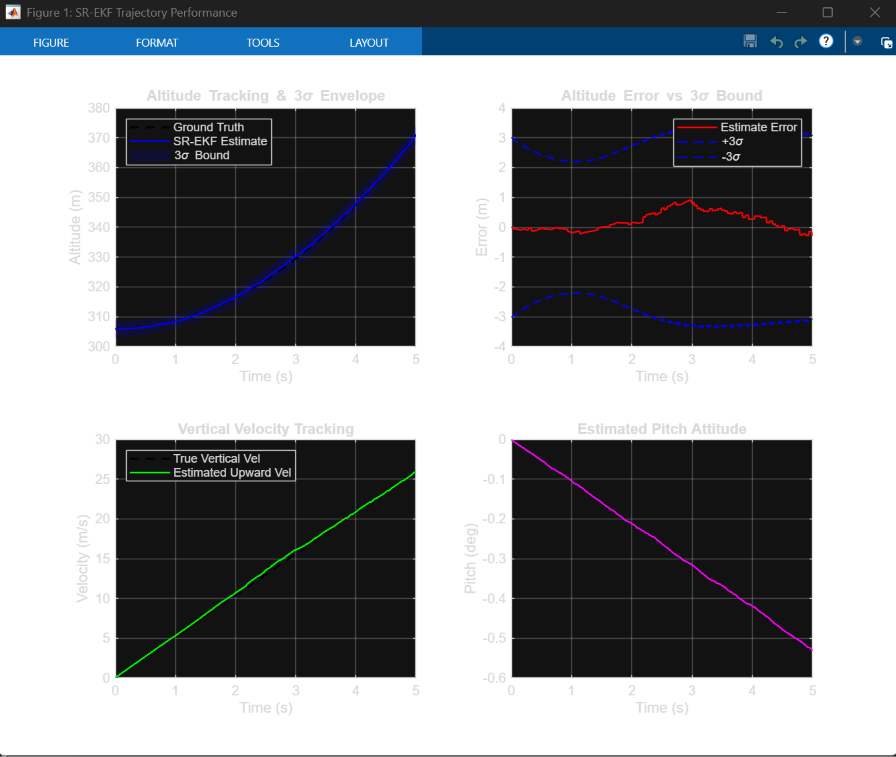 Figure 1: SR-EKF Trajectory Performance
FIGURE FORMAT TOOLS LAYOUT
Altitude Tracking & 3σ Envelope
380
370
360
350
340
330
320
310
300
Altitude (m)
Ground Truth
SR-EKF Estimate
3σ Bound
0 1 2 3 4 5
Time (s)
Altitude Error vs 3σ Bound
4
3
2
1
0
-1
-2
-3
-4
Error (m)
Estimate Error
+3σ
-3σ
0 1 2 3 4 5
Time (s)
Vertical Velocity Tracking
30
25
20
15
10
5
0
Velocity (m/s)
True Vertical Vel
Estimated Upward Vel
0 1 2 3 4 5
Time (s)
Estimated Pitch Attitude
0
-0.1
-0.2
-0.3
-0.4
-0.5
-0.6
Pitch (deg)
0 1 2 3 4 5
Time (s)